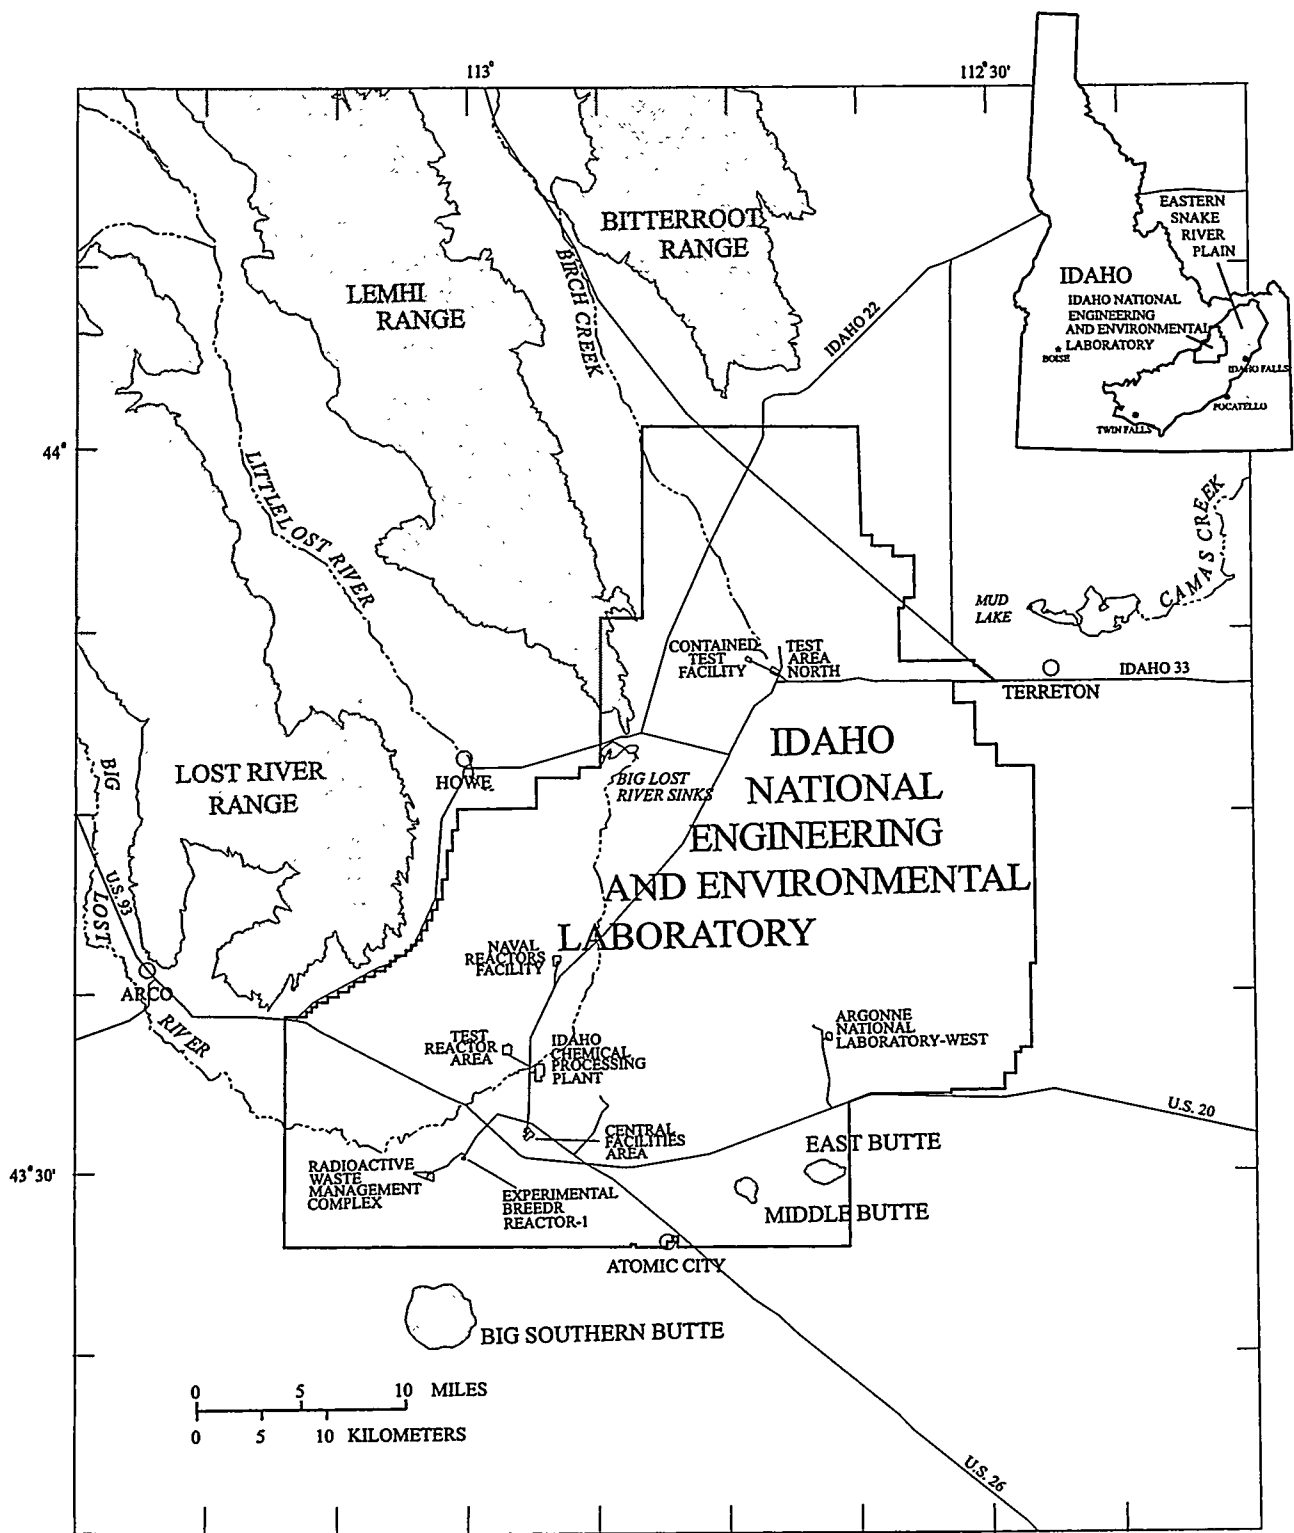 113°
112°30'
EASTERN
SNAKE
RIVER
PLAIN
IDAHO
IDAHO NATIONAL
ENGINEERING
AND ENVIRONMENTAL
LABORATORY
BOISE
IDAHO FALLS
POCATELLO
TWIN FALLS
BITTERROOT
RANGE
BIRCH CREEK
LEMHI
RANGE
IDAHO 22
44°
LITTLE LOST RIVER
CAMAS CREEK
MUD
LAKE
CONTAINED
TEST
FACILITY
TEST
AREA
NORTH
IDAHO 33
TERRETON
IDAHO
NATIONAL
ENGINEERING
AND ENVIRONMENTAL
LABORATORY
BIG
LOST
RIVER
LOST RIVER
RANGE
HOWE
BIG LOST
RIVER SINKS
U.S. 93
ARCO
NAVAL
REACTORS
FACILITY
TEST
REACTOR
AREA
IDAHO
CHEMICAL
PROCESSING
PLANT
ARGONNE
NATIONAL
LABORATORY-WEST
U.S. 20
CENTRAL
FACILITIES
AREA
EAST BUTTE
43°30'
RADIOACTIVE
WASTE
MANAGEMENT
COMPLEX
EXPERIMENTAL
BREEDR
REACTOR-1
MIDDLE BUTTE
ATOMIC CITY
BIG SOUTHERN BUTTE
0 5 10 MILES
0 5 10 KILOMETERS
U.S. 26